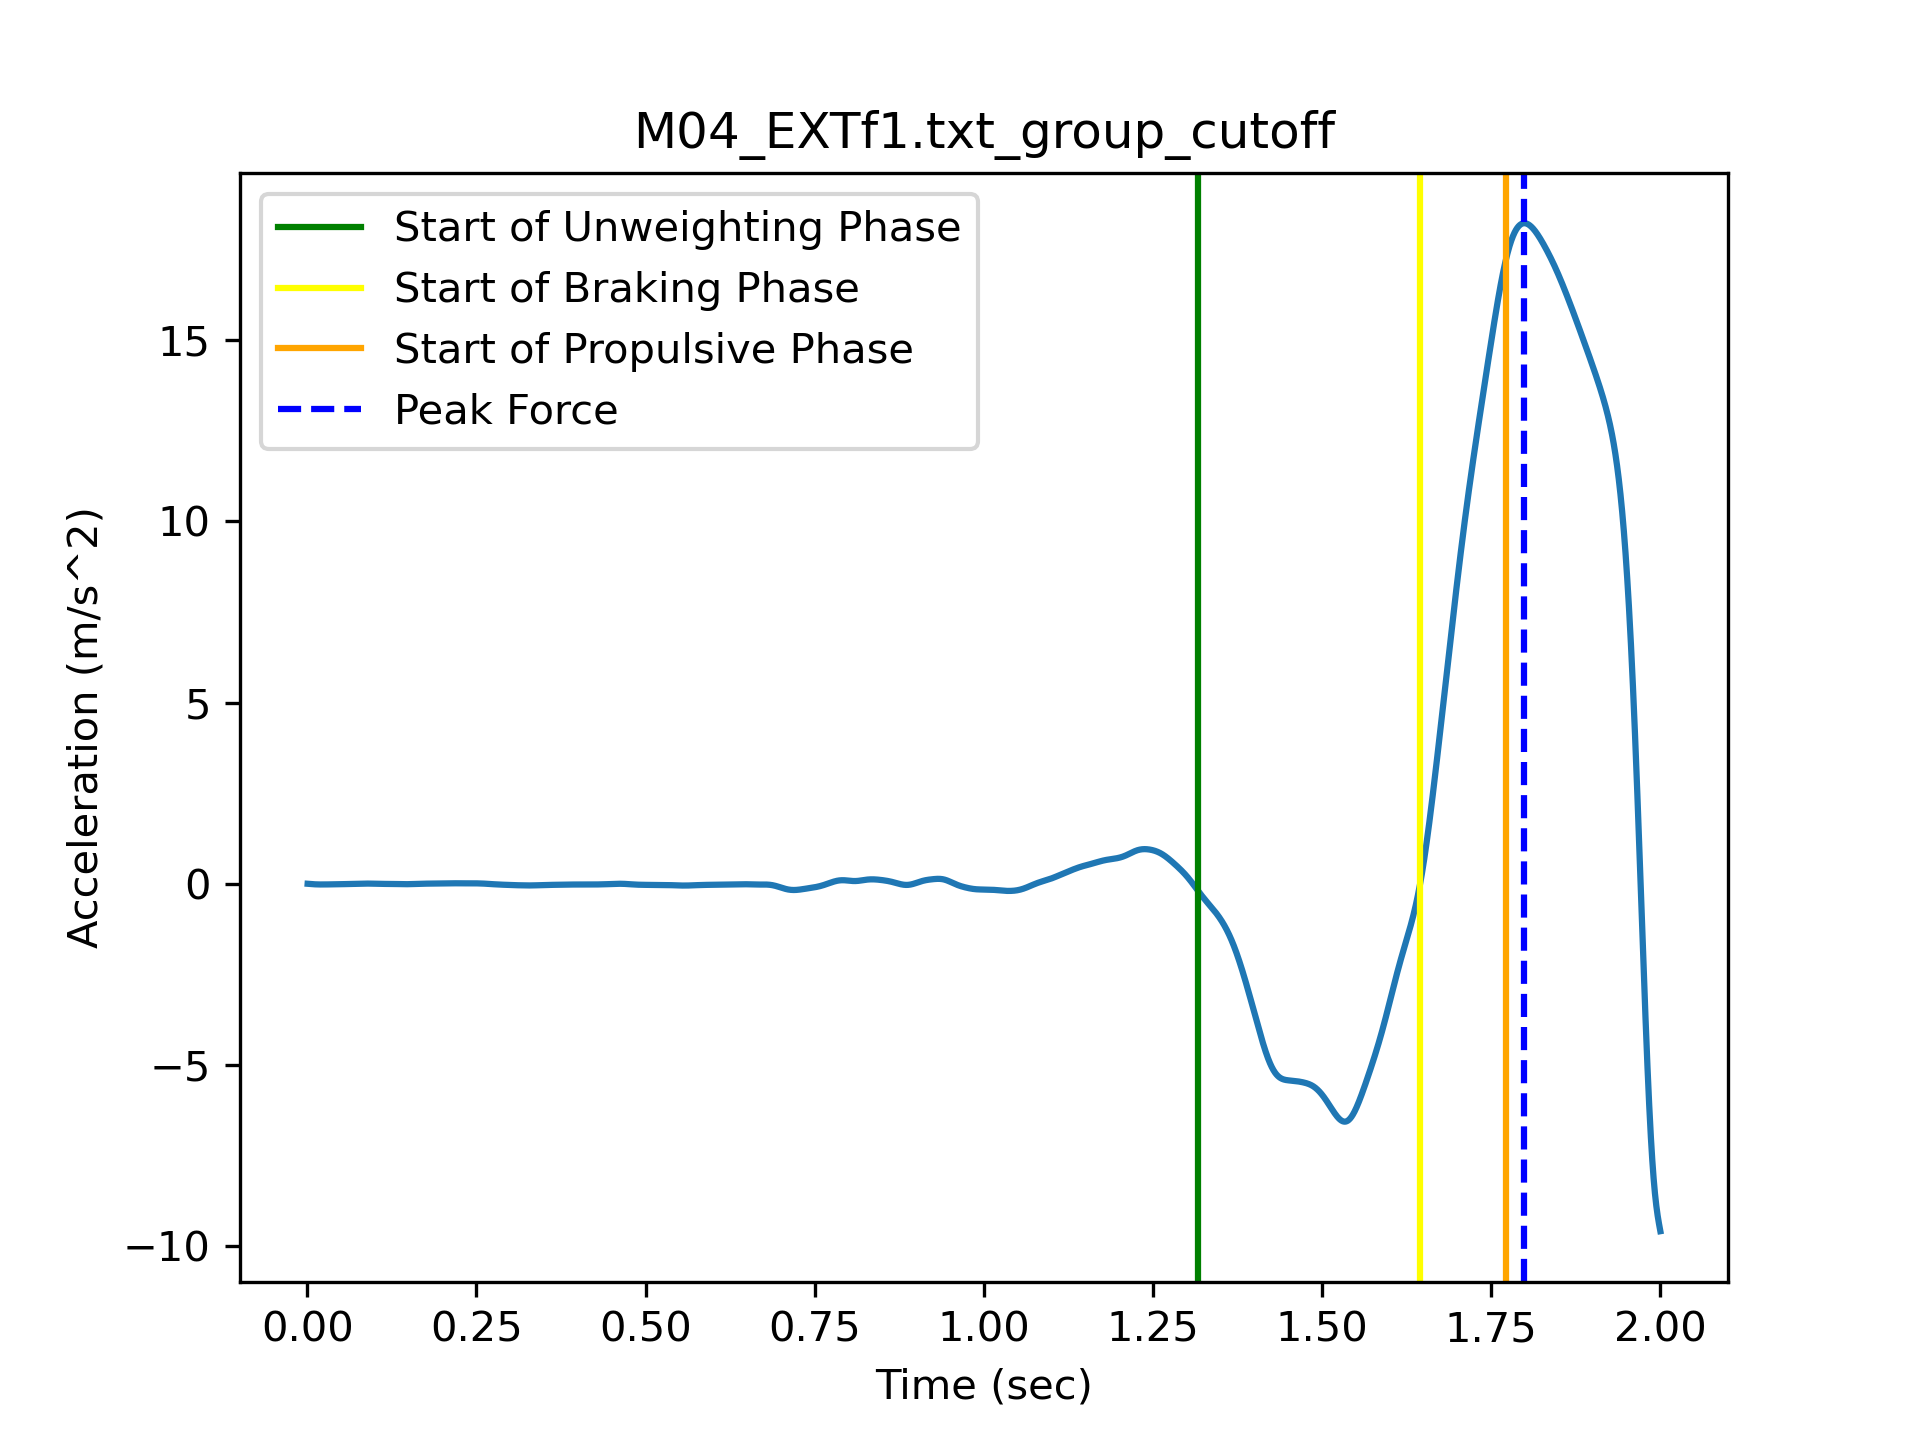 M04_EXTf1.txt_group_cutoff
Start of Unweighting Phase
Start of Braking Phase
Start of Propulsive Phase
Peak Force
Acceleration (m/s^2)
15
10
5
0
−5
−10
0.00 0.25 0.50 0.75 1.00 1.25 1.50 1.75 2.00
Time (sec)